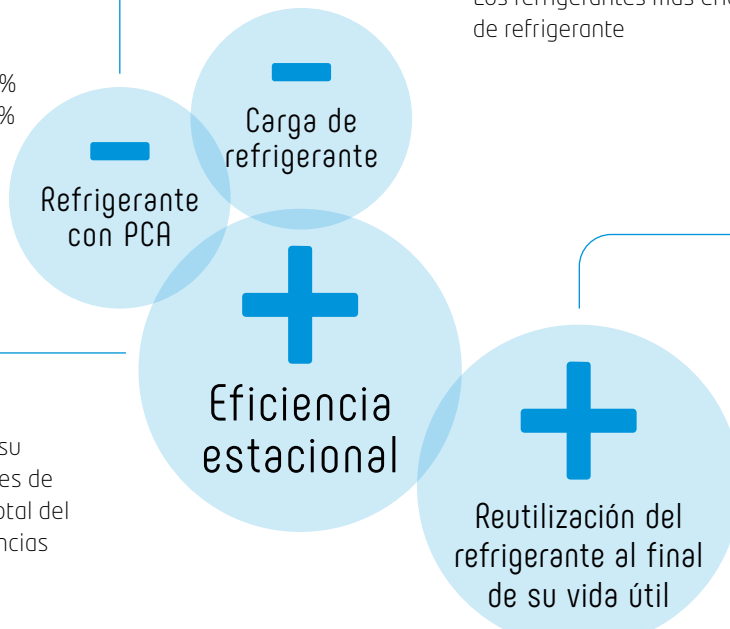 de refrigerante
%
%
Carga de
refrigerante
Refrigerante
con PCA
Eficiencia
estacional
su
es de
otal del
ncias
Reutilización del
refrigerante al final
de su vida útil